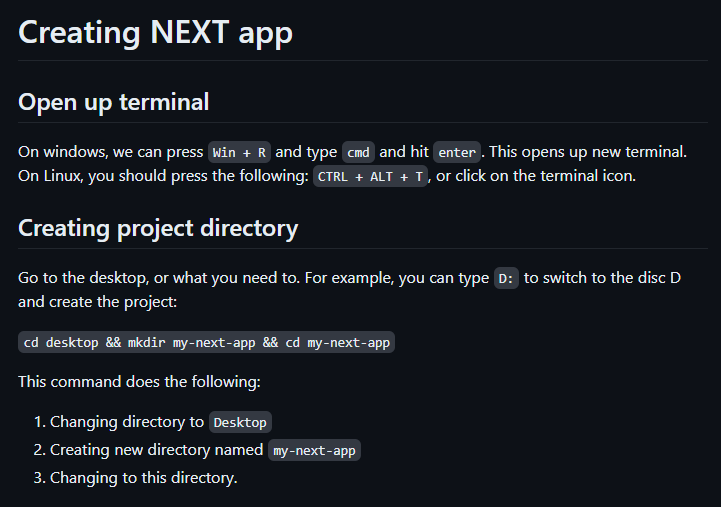 Creating NEXT app
Open up terminal
On windows, we can press Win + R and type cmd and hit enter. This opens up new terminal.
On Linux, you should press the following: CTRL + ALT + T, or click on the terminal icon.
Creating project directory
Go to the desktop, or what you need to. For example, you can type D: to switch to the disc D
and create the project:
cd desktop && mkdir my-next-app && cd my-next-app
This command does the following:
1. Changing directory to Desktop
2. Creating new directory named my-next-app
3. Changing to this directory.